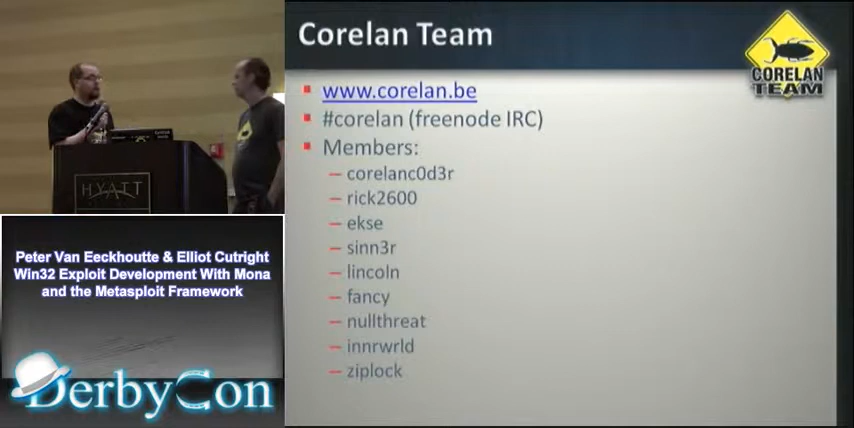 HYATT
Peter Van Eeckhoutte & Elliot Cutright
Win32 Exploit Development With Mona
and the Metasploit Framework
DerbyCon
Corelan Team
CORELAN
TEAM
www.corelan.be
#corelan (freenode IRC)
Members:
– corelanc0d3r
– rick2600
– ekse
– sinn3r
– lincoln
– fancy
– nullthreat
– innrwrld
– ziplock